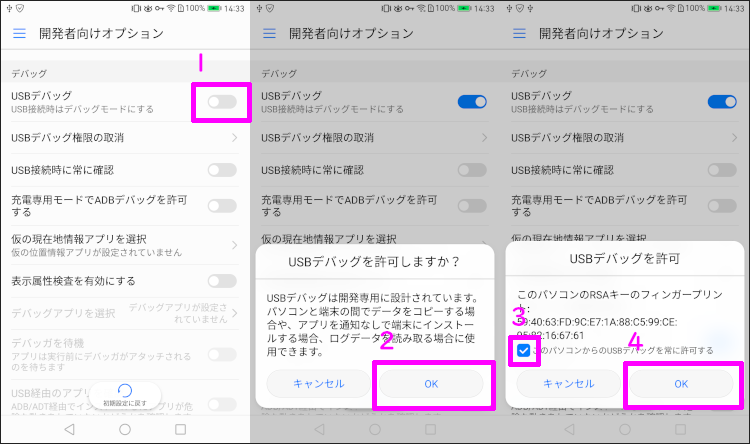 100% 14:33
開発者向けオプション
デバッグ
1
USBデバッグ
USB接続時はデバッグモードにする
USBデバッグ権限の取消
USB接続時に常に確認
充電専用モードでADBデバッグを許可
する
仮の現在地情報アプリを選択
仮の位置情報アプリが設定されていません
表示属性検査を有効にする
デバッグアプリを選択
デバッグアプリが設定さ
れていません
デバッガを待機
アプリは実行前にデバッガがアタッチされる
のを待ちます
USB経由のアプリ
ADB/ADT経由でイン
アプリが危
初期設定に戻す
100% 14:33
開発者向けオプション
デバッグ
USBデバッグ
USB接続時はデバッグモードにする
USBデバッグ権限の取消
USB接続時に常に確認
充電専用モードでADBデバッグを許可
する
仮の現在地情報アプリを選択
USBデバッグを許可しますか？
USBデバッグは開発専用に設計されています。
パソコンと端末の間でデータをコピーする場
合や、アプリを通知なしで端末にインストー
ルする場合、ログデータを読み取る場合に使
用できます。
2
キャンセル
OK
100% 14:33
開発者向けオプション
デバッグ
USBデバッグ
USB接続時はデバッグモードにする
USBデバッグ権限の取消
USB接続時に常に確認
充電専用モードでADBデバッグを許可
する
仮の現在地情報アプリを選択
USBデバッグを許可
このパソコンのRSAキーのフィンガープリン
ト:
59:40:63:FD:9C:E7:1A:88:C5:99:CE:
05:82:16:67:61
3
このパソコンからのUSBデバッグを常に許可する
4
キャンセル
OK